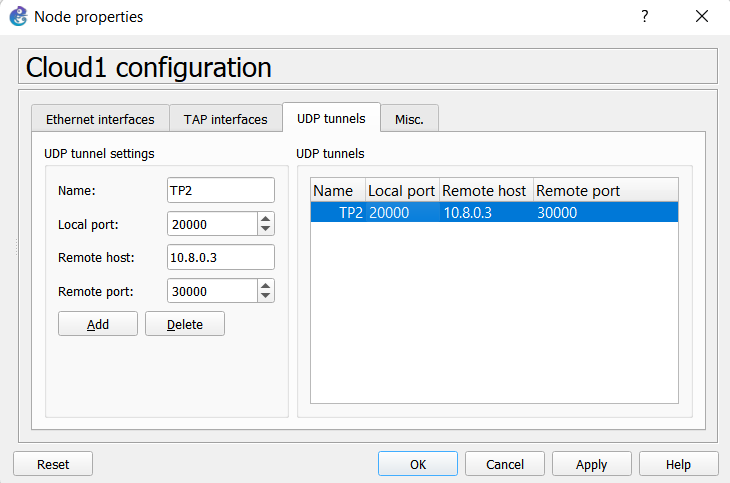 Node properties
Cloud1 configuration
Ethernet interfaces TAP interfaces UDP tunnels Misc.
UDP tunnel settings
Name: TP2
Local port: 20000
Remote host: 10.8.0.3
Remote port: 30000
Add Delete
UDP tunnels
Name Local port Remote host Remote port
TP2 20000 10.8.0.3 30000
Reset OK Cancel Apply Help